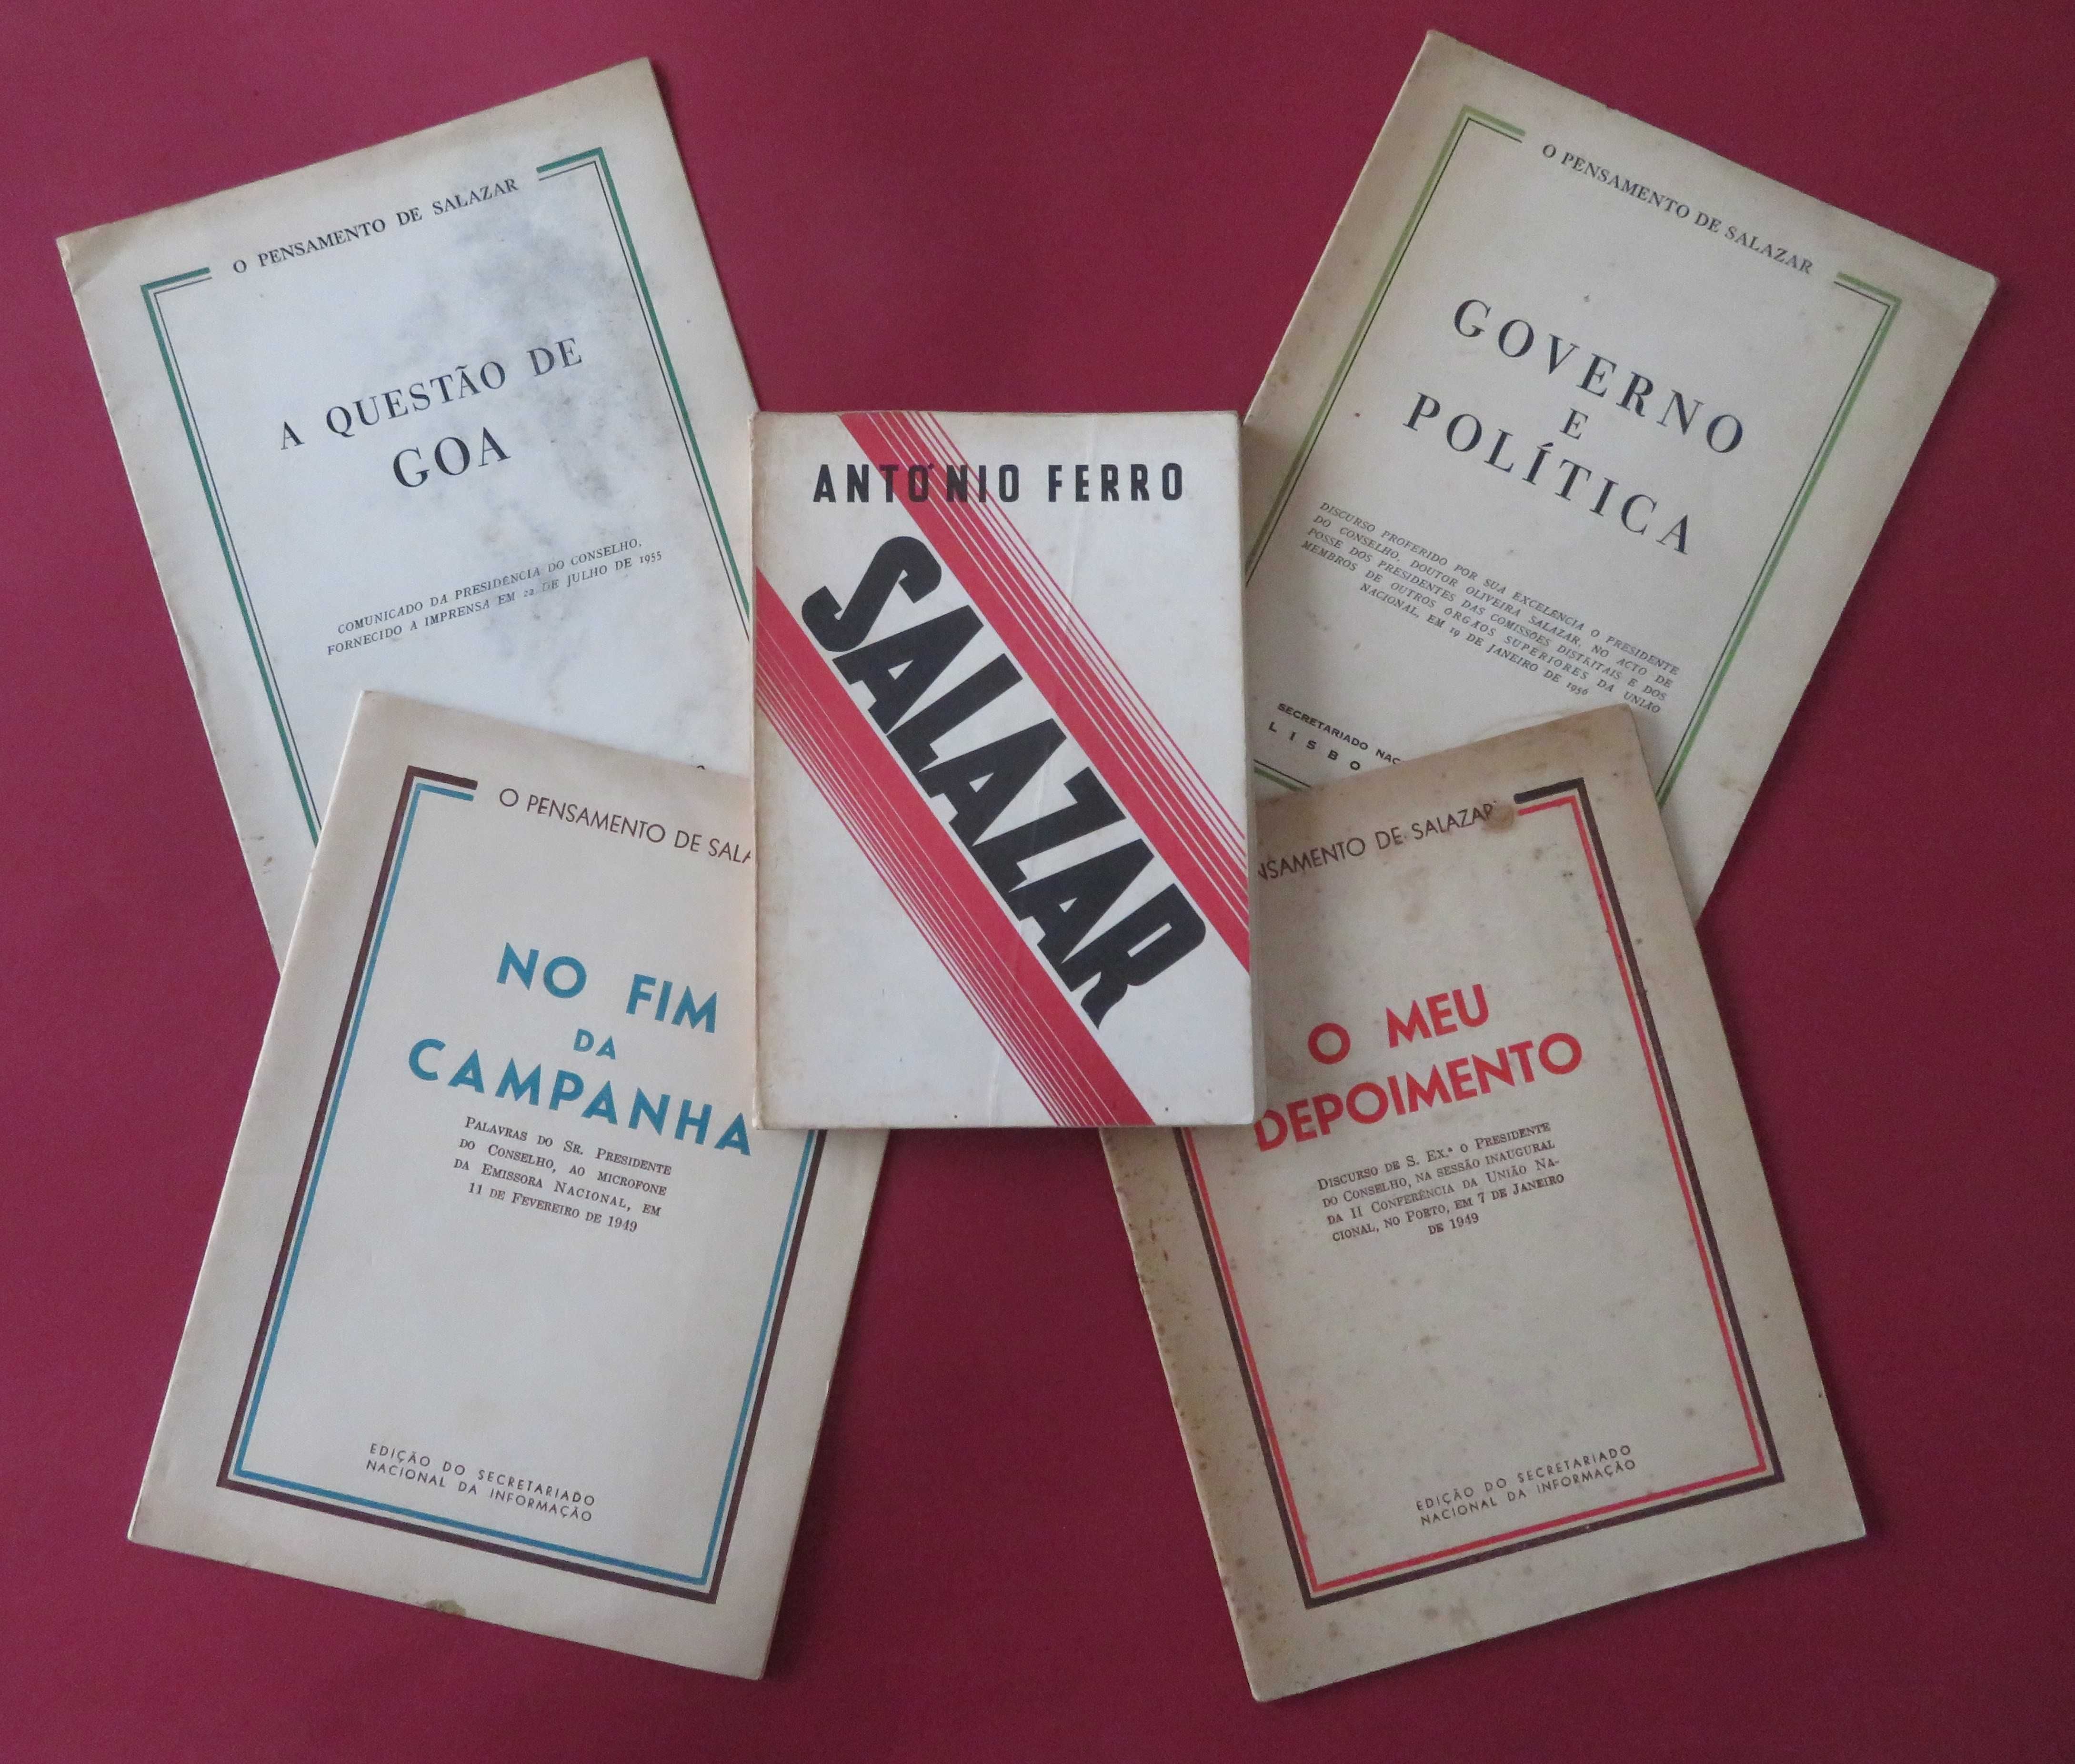 O PENSAMENTO DE SALAZAR
A QUESTÃO DE
GOA
COMUNICADO DA PRESIDÊNCIA DO CONSELHO,
FORNECIDO A IMPRENSA EM 22 DE JULHO DE 1955
O PENSAMENTO DE SALAZAR
GOVERNO
E
POLÍTICA
DISCURSO PROFERIDO POR SUA EXCELÊNCIA O PRESIDENTE
DO CONSELHO, DOUTOR OLIVEIRA SALAZAR, NO ACTO DE
POSSE DOS PRESIDENTES DAS COMISSÕES DISTRITAIS E DOS
MEMBROS DE OUTROS ORGÃOS SUPERIORES DA UNIÃO
NACIONAL, EM 19 DE JANEIRO DE 1956
SECRETARIADO NAC
LISBO
ANTÓNIO FERRO
SALAZAR
O PENSAMENTO DE SALA
NO FIM
DA
CAMPANHA
PALAVRAS DO SR. PRESIDENTE
DO CONSELHO, AO MICROFONE
DA EMISSORA NACIONAL, EM
11 DE FEVEREIRO DE 1949
EDIÇÃO DO SECRETARIADO
NACIONAL DA INFORMAÇÃO
NSAMENTO DE SALAZAR
O MEU
DEPOIMENTO
DISCURSO DE S. EX.ª O PRESIDENTE
DO CONSELHO, NA SESSÃO INAUGURAL
DA II CONFERÊNCIA DA UNIÃO NA-
CIONAL, NO PORTO, EM 7 DE JANEIRO
DE 1949
EDIÇÃO DO SECRETARIADO
NACIONAL DA INFORMAÇÃO